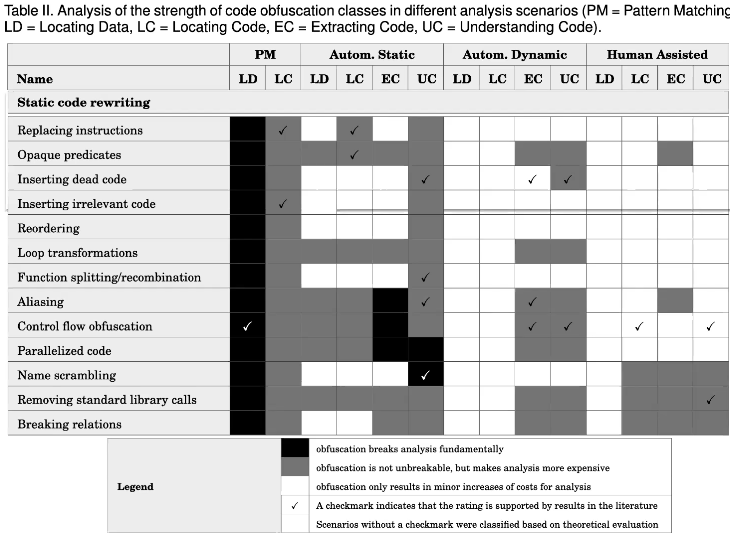 Table II. Analysis of the strength of code obfuscation classes in different analysis scenarios (PM = Pattern Matching
LD = Locating Data, LC = Locating Code, EC = Extracting Code, UC = Understanding Code).
PM Autom. Static Autom. Dynamic Human Assisted
Name LD LC LD LC EC UC LD LC EC UC LD LC EC UC
Static code rewriting
Replacing instructions ✓ ✓
Opaque predicates ✓
Inserting dead code ✓ ✓ ✓
Inserting irrelevant code ✓
Reordering
Loop transformations
Function splitting/recombination ✓
Aliasing ✓ ✓
Control flow obfuscation ✓ ✓ ✓ ✓ ✓
Parallelized code
Name scrambling ✓
Removing standard library calls ✓
Breaking relations
obfuscation breaks analysis fundamentally
obfuscation is not unbreakable, but makes analysis more expensive
Legend obfuscation only results in minor increases of costs for analysis
✓ A checkmark indicates that the rating is supported by results in the literature
Scenarios without a checkmark were classified based on theoretical evaluation